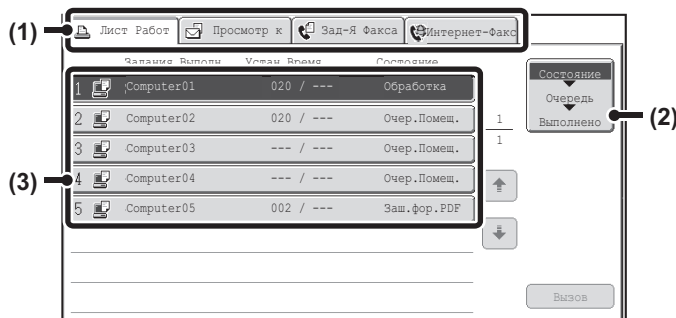 (1) Лист Работ Просмотр к Зад-Я Факса Интернет-Факс
Задания Выполн Устан Время Состояние
1 Computer01 020 / --- Обработка
2 Computer02 020 / --- Очер.Помещ.
3 Computer03 --- / --- Очер.Помещ.
4 Computer04 --- / --- Очер.Помещ.
5 Computer05 002 / --- Заш.фор.PDF
1
1
Состояние
Очередь
Выполнено
(2)
(3)
Вызов